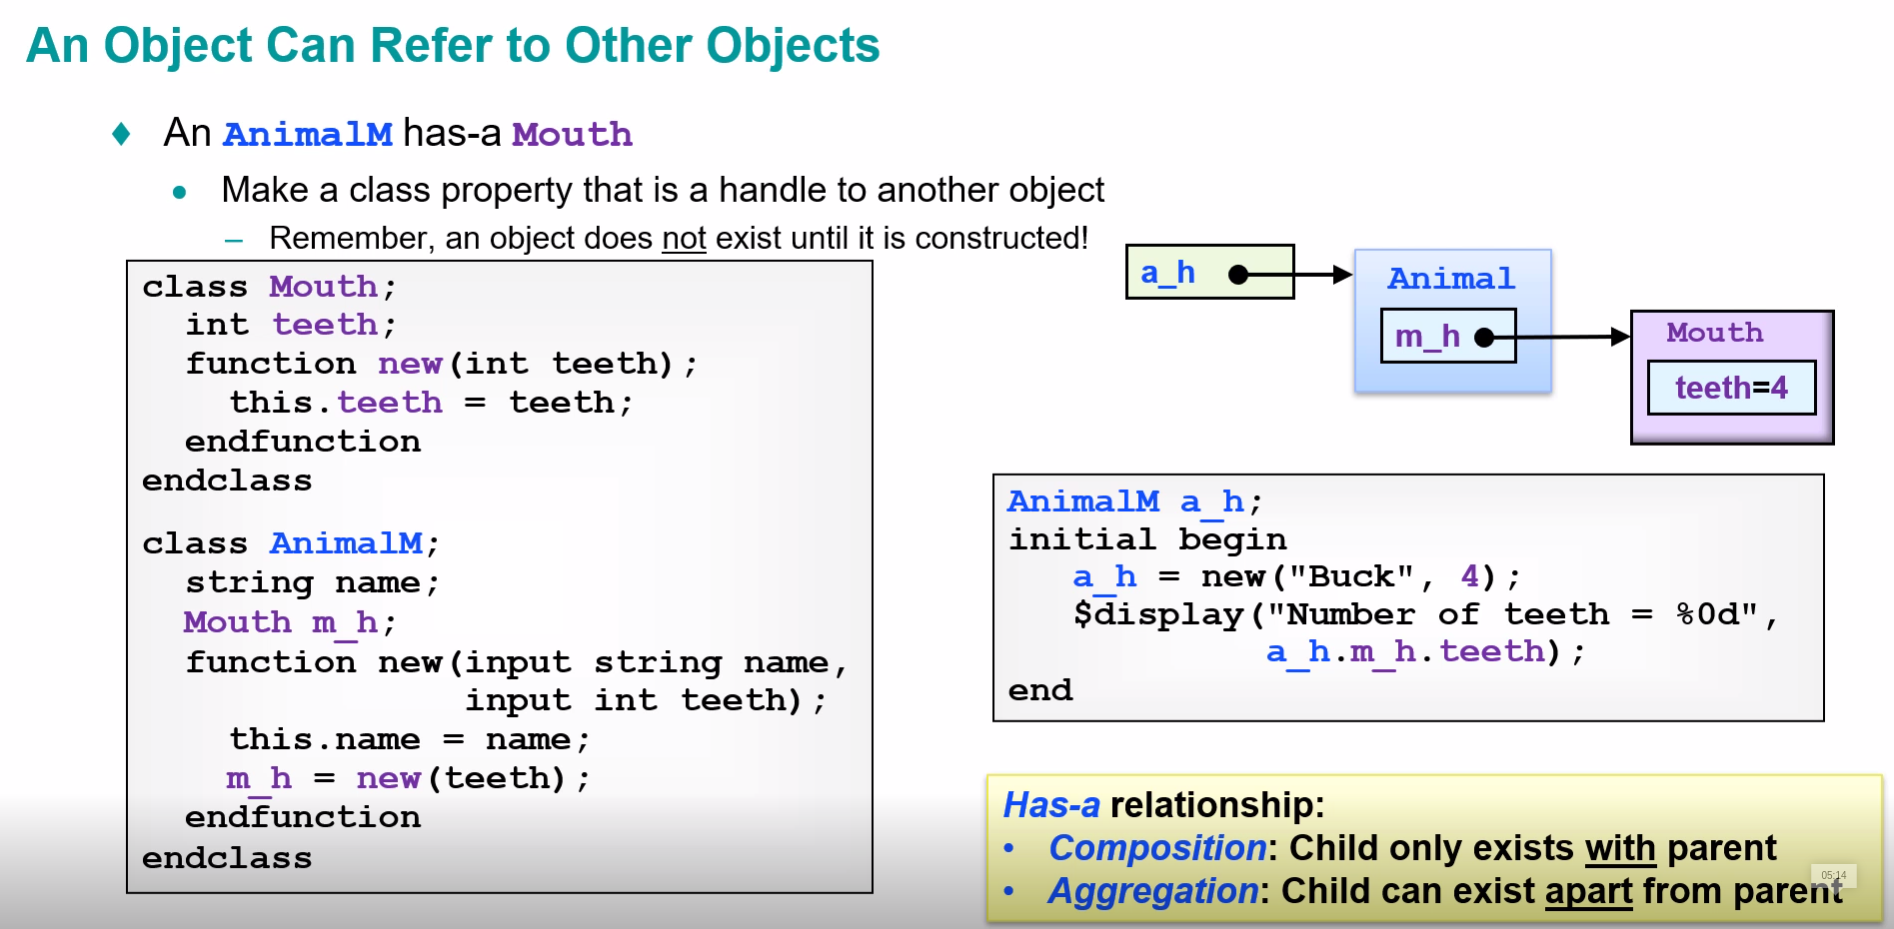 An Object Can Refer to Other Objects
♦ An AnimalM has-a Mouth
• Make a class property that is a handle to another object
– Remember, an object does not exist until it is constructed!
class Mouth;
int teeth;
function new(int teeth);
this.teeth = teeth;
endfunction
endclass
class AnimalM;
string name;
Mouth m_h;
function new(input string name,
input int teeth);
this.name = name;
m_h = new(teeth);
endfunction
endclass
a_h
Animal
m_h
Mouth
teeth=4
AnimalM a_h;
initial begin
a_h = new("Buck", 4);
$display("Number of teeth = %0d",
a_h.m_h.teeth);
end
Has-a relationship:
• Composition: Child only exists with parent
• Aggregation: Child can exist apart from parent
05:14